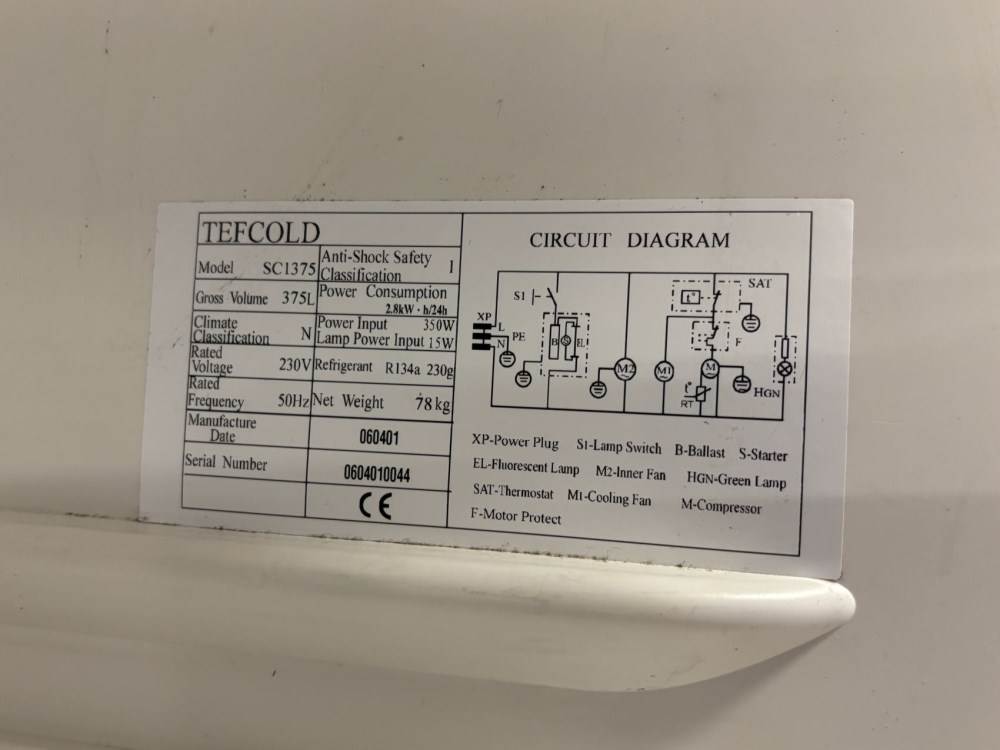 TEFCOLD
Model SC1375
Anti-Shock Safety
Classification I
Gross Volume 375L
Power Consumption
2.8kW·h/24h
Climate
Classification N
Power Input 350W
Lamp Power Input 15W
Rated
Voltage 230V
Refrigerant R134a 230g
Rated
Frequency 50Hz
Net Weight 78kg
Manufacture
Date
060401
Serial Number
0604010044
CE
CIRCUIT DIAGRAM
SAT
S1
t°
XP
L
N
PE
B
S
EL
F
M2
M1
M
t°
RT
HGN
XP-Power Plug S1-Lamp Switch B-Ballast S-Starter
EL-Fluorescent Lamp M2-Inner Fan HGN-Green Lamp
SAT-Thermostat M1-Cooling Fan M-Compressor
F-Motor Protect